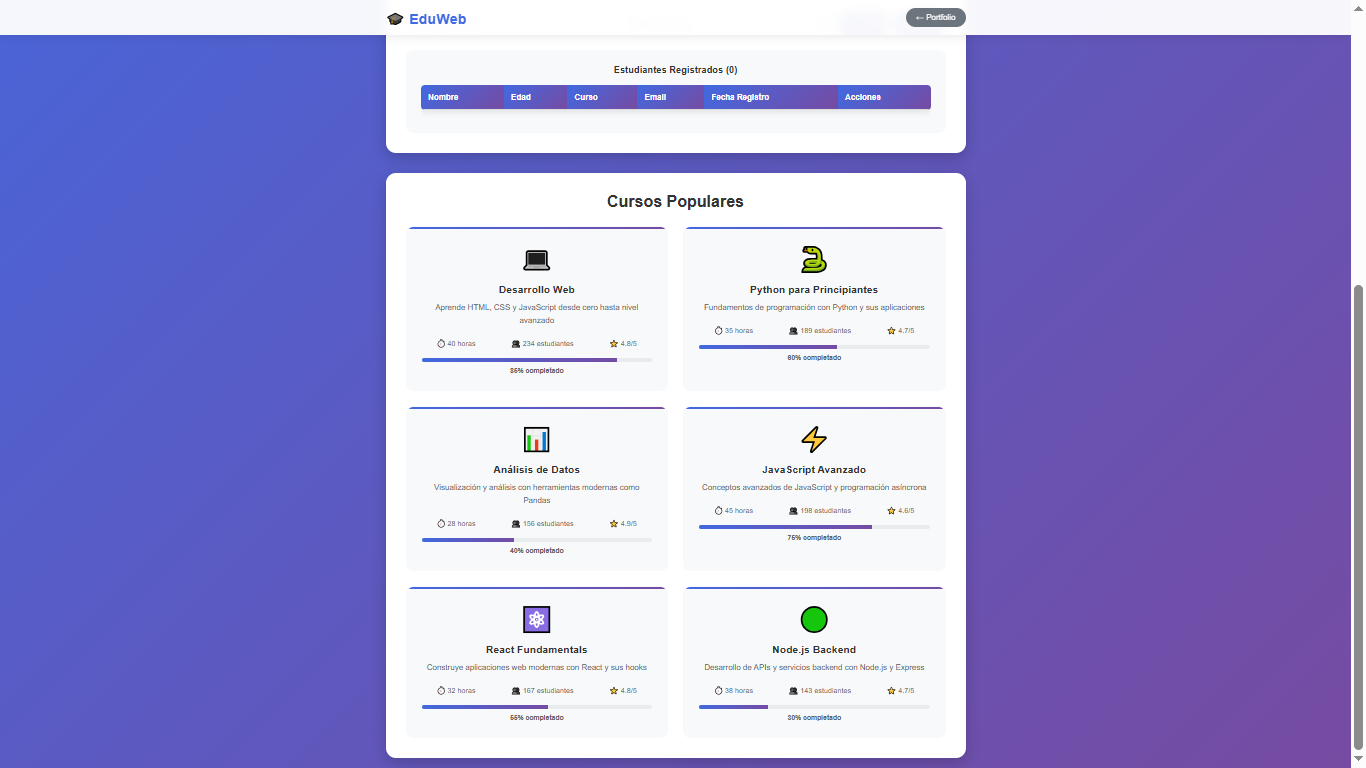 EduWeb
← Portfolio
Estudiantes Registrados (0)
Nombre Edad Curso Email Fecha Registro Acciones
Cursos Populares
Desarrollo Web
Aprende HTML, CSS y JavaScript desde cero hasta nivel
avanzado
40 horas 234 estudiantes 4.8/5
85% completado
Python para Principiantes
Fundamentos de programación con Python y sus aplicaciones
35 horas 189 estudiantes 4.7/5
60% completado
Análisis de Datos
Visualización y análisis con herramientas modernas como
Pandas
28 horas 156 estudiantes 4.9/5
40% completado
JavaScript Avanzado
Conceptos avanzados de JavaScript y programación asíncrona
45 horas 198 estudiantes 4.6/5
75% completado
React Fundamentals
Construye aplicaciones web modernas con React y sus hooks
32 horas 167 estudiantes 4.8/5
55% completado
Node.js Backend
Desarrollo de APIs y servicios backend con Node.js y Express
38 horas 143 estudiantes 4.7/5
30% completado